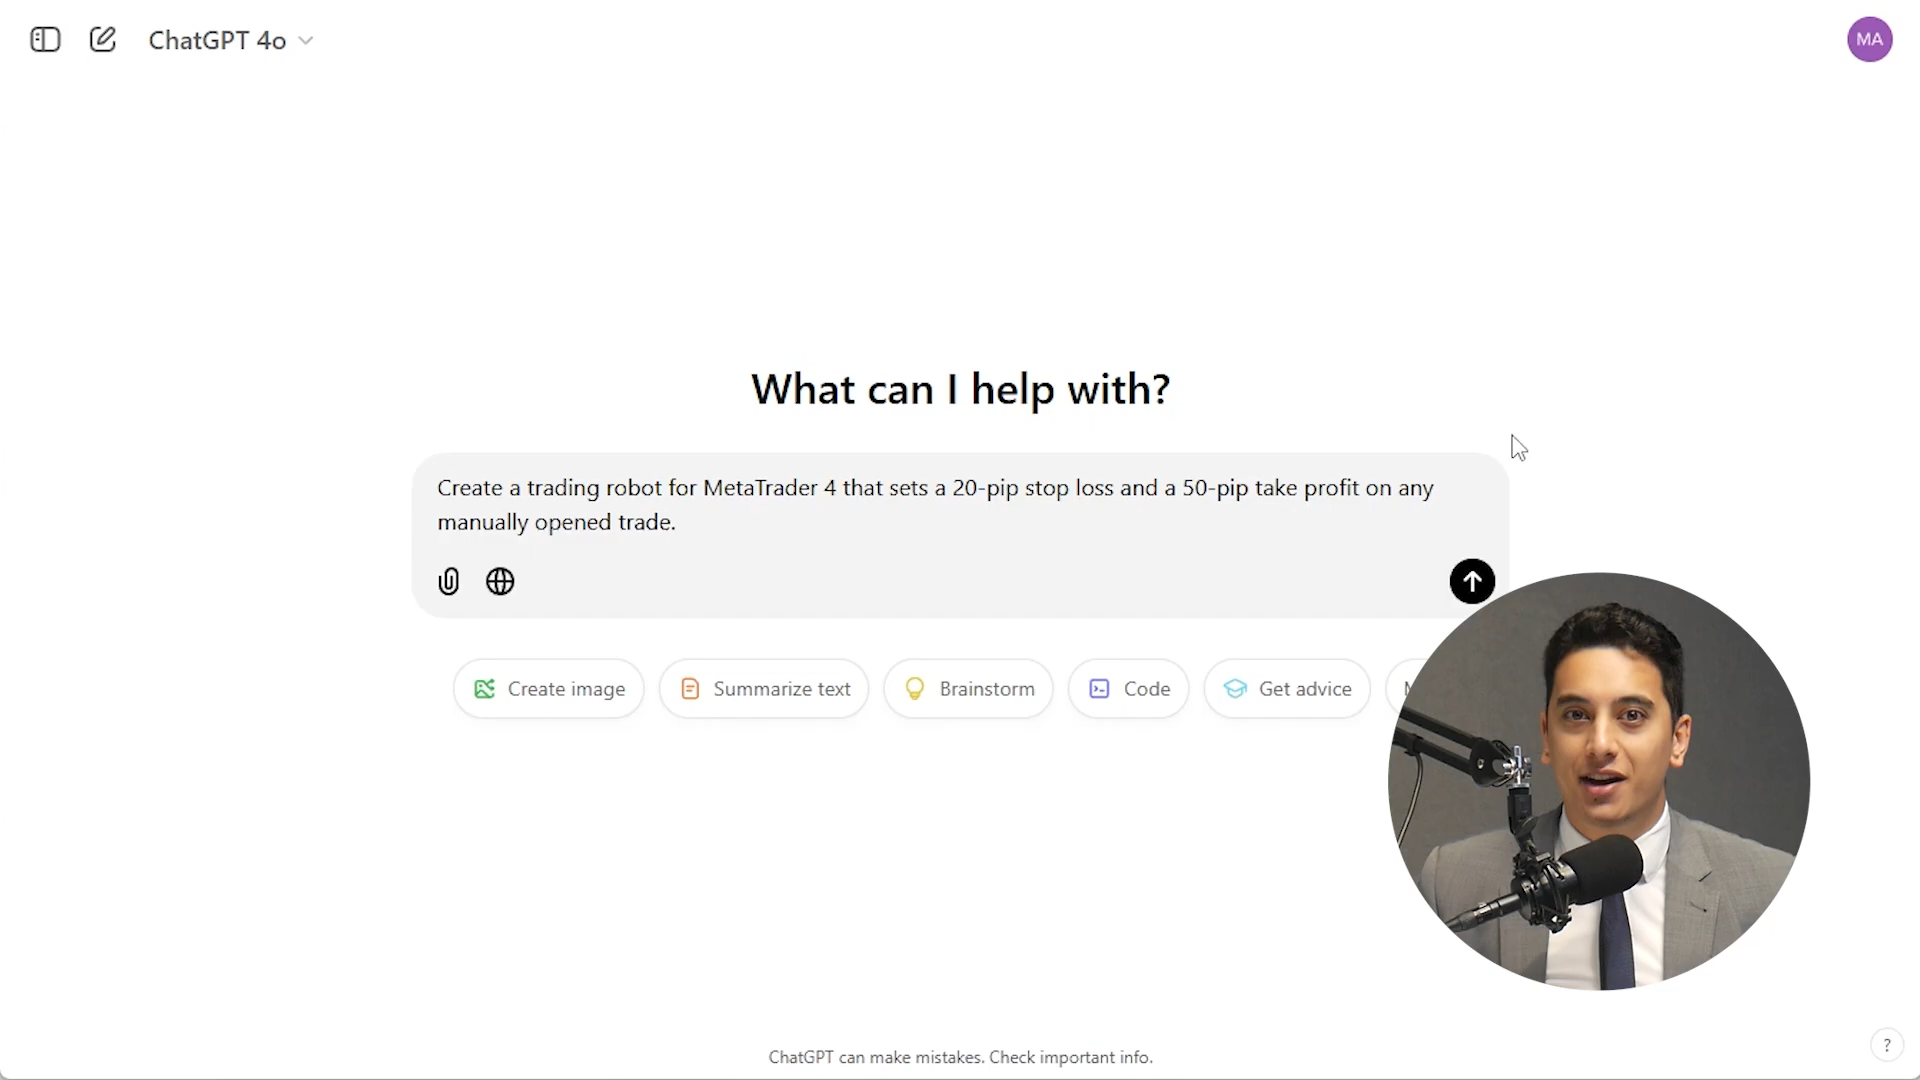 ChatGPT 4o
MA
What can I help with?
Create a trading robot for MetaTrader 4 that sets a 20-pip stop loss and a 50-pip take profit on any
manually opened trade.
Create image
Summarize text
Brainstorm
Code
Get advice
ChatGPT can make mistakes. Check important info.
?